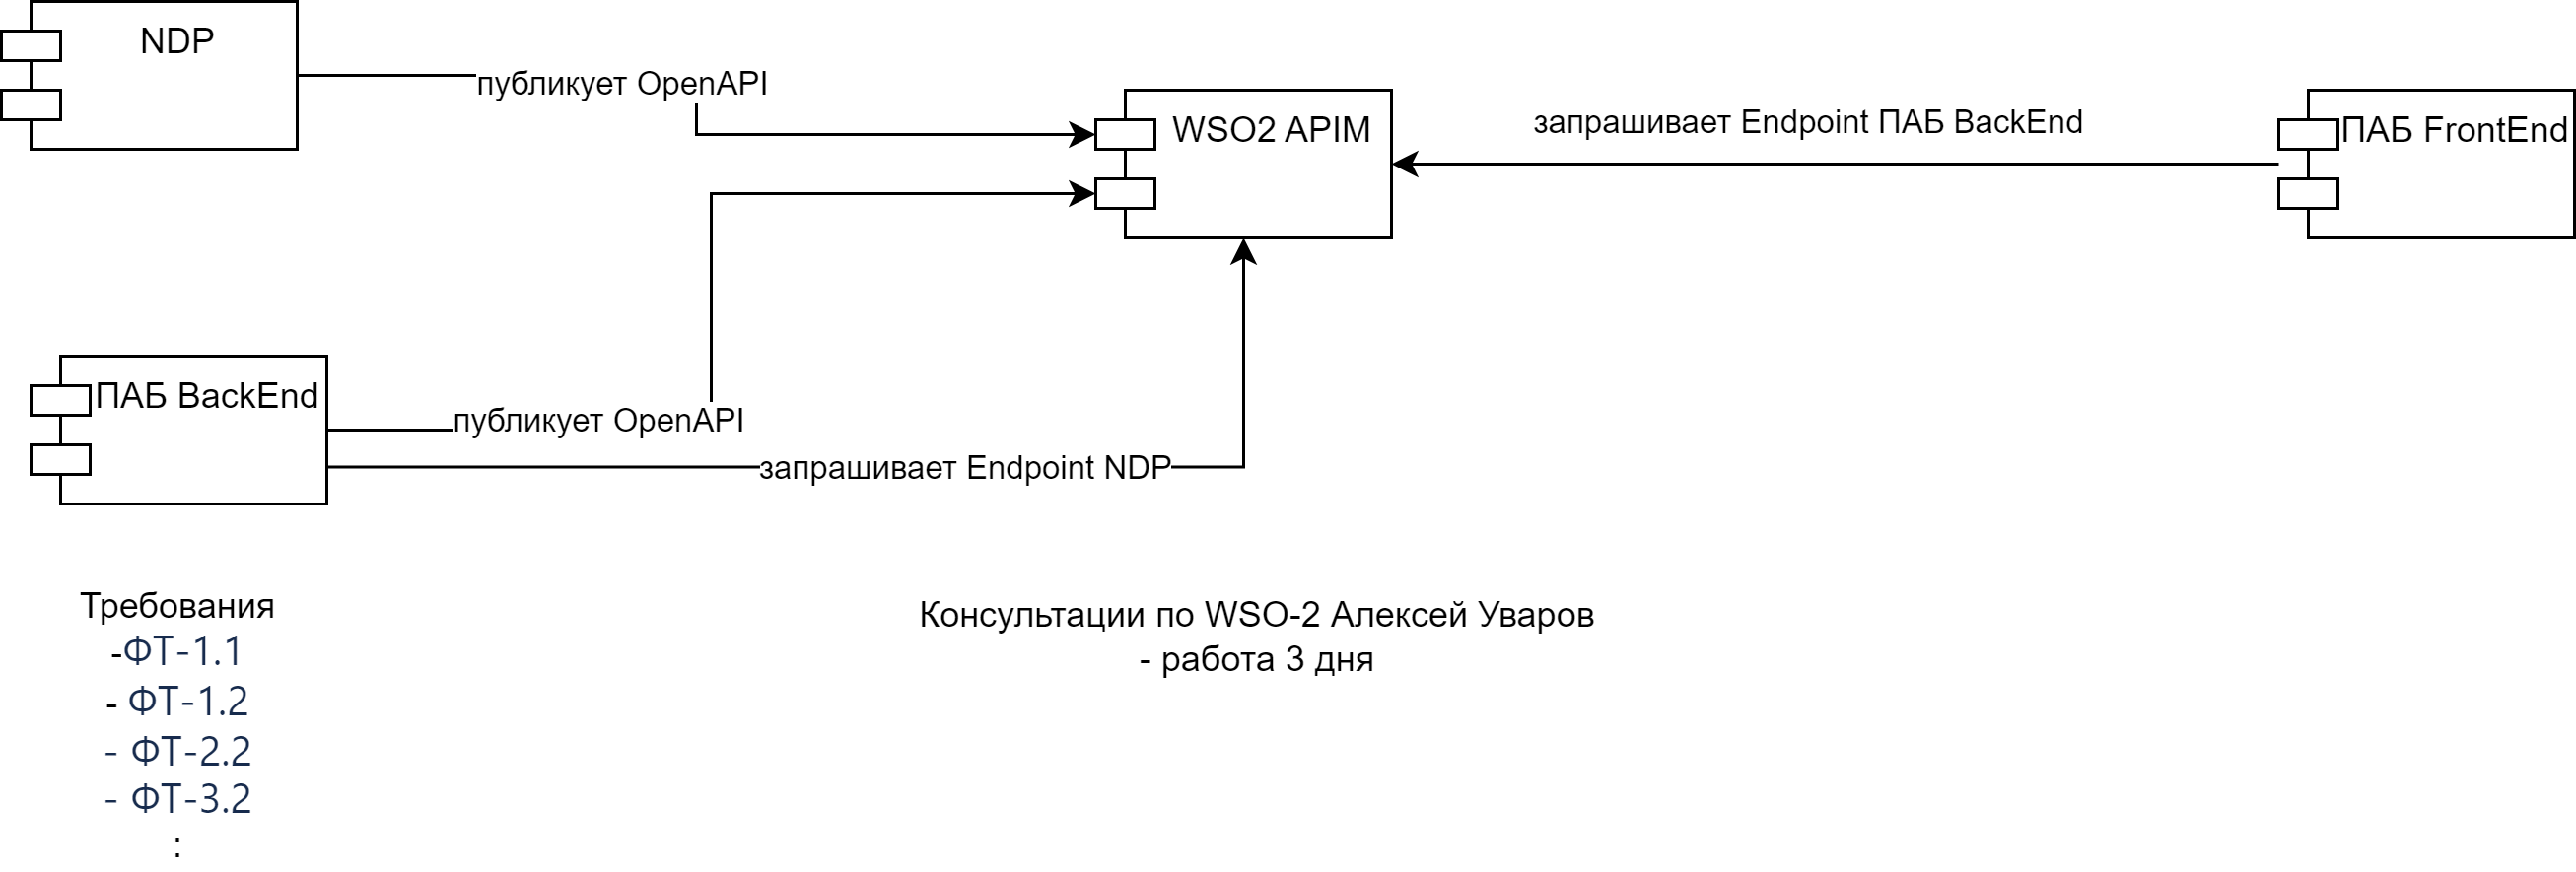 NDP
публикует OpenAPI
WSO2 APIM
запрашивает Endpoint ПАБ BackEnd
ПАБ FrontEnd
ПАБ BackEnd
публикует OpenAPI
запрашивает Endpoint NDP
Требования
-ФТ-1.1
- ФТ-1.2
- ФТ-2.2
- ФТ-3.2
:
Консультации по WSO-2 Алексей Уваров
- работа 3 дня